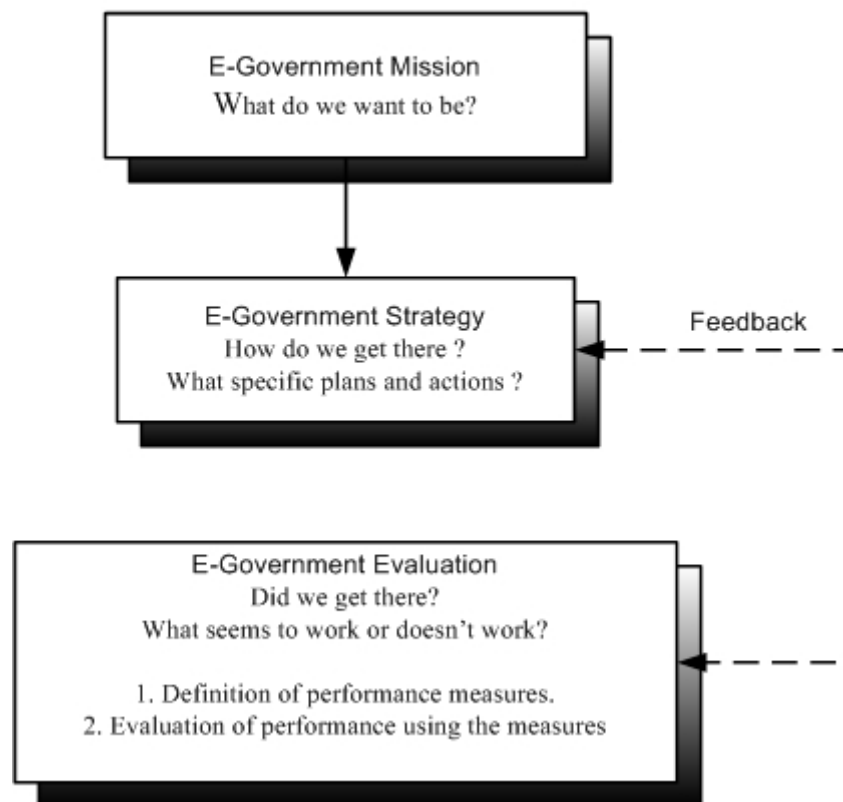 E-Government Mission
What do we want to be?
E-Government Strategy
How do we get there ?
What specific plans and actions ?
Feedback
E-Government Evaluation
Did we get there?
What seems to work or doesn’t work?
1. Definition of performance measures.
2. Evaluation of performance using the measures